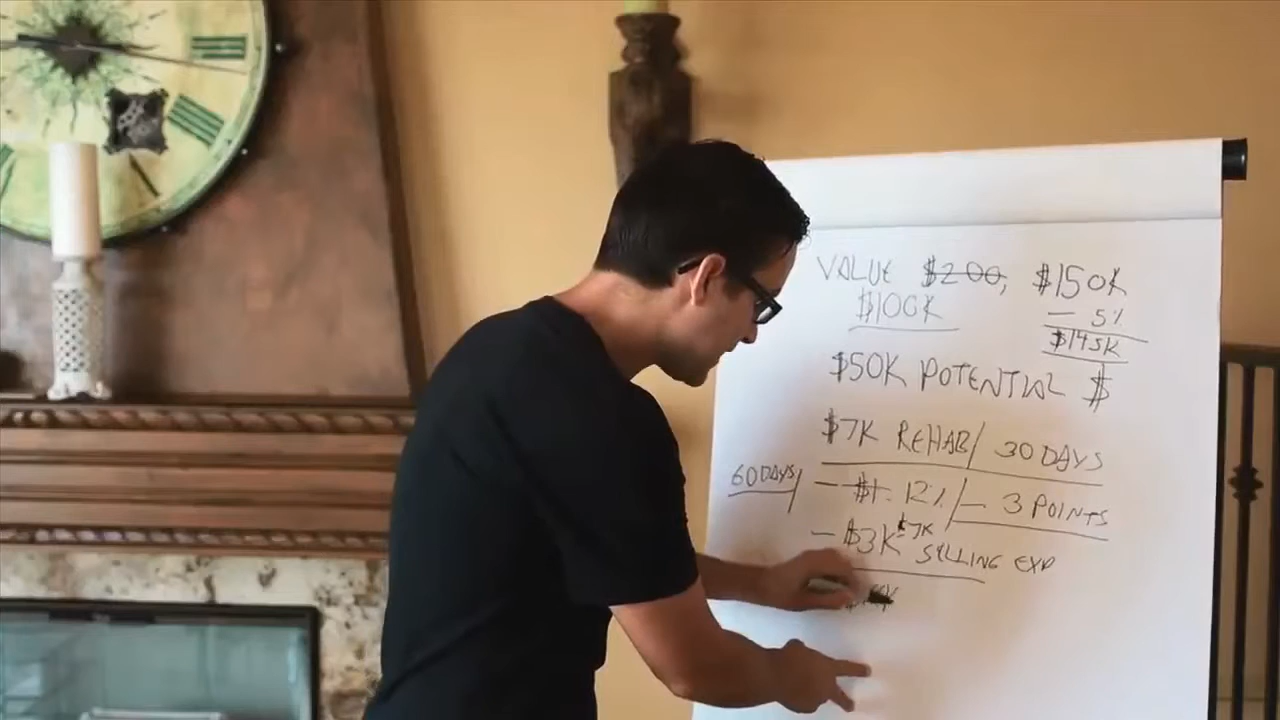 VALUE $200, $150K
$100K
- 5%
$145K
$50K POTENTIAL $
$7K REHAB/ 30 DAYS
60 DAYS/ - $1. 12% / - 3 POINTS
- $3K - $7K SELLING EXP